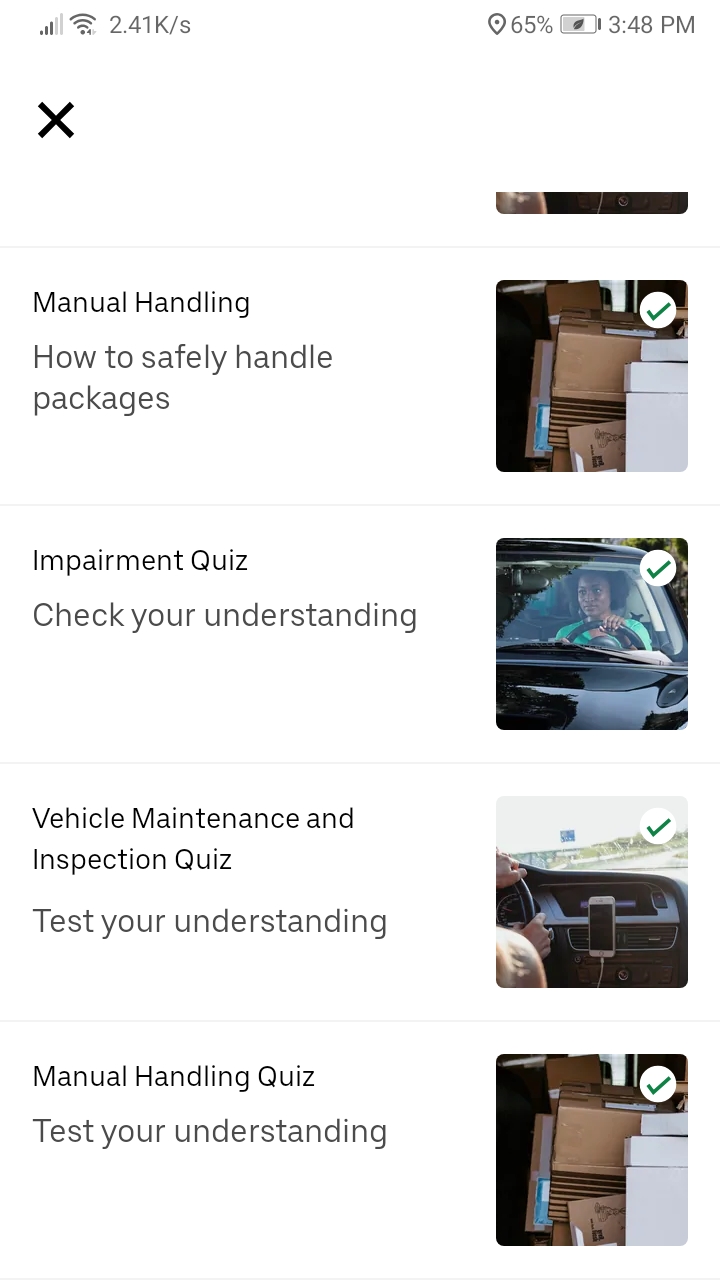 2.41K/s 65% 3:48 PM
Manual Handling
How to safely handle
packages
Impairment Quiz
Check your understanding
Vehicle Maintenance and
Inspection Quiz
Test your understanding
Manual Handling Quiz
Test your understanding